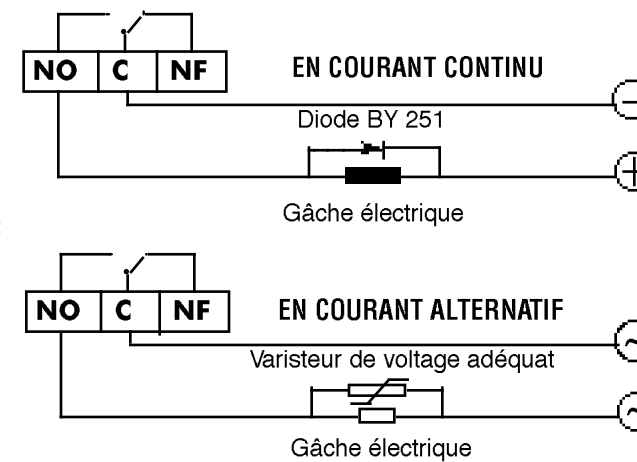 NO C NF
EN COURANT CONTINU
Diode BY 251
Gâche électrique
NO C NF
EN COURANT ALTERNATIF
Varisteur de voltage adéquat
Gâche électrique